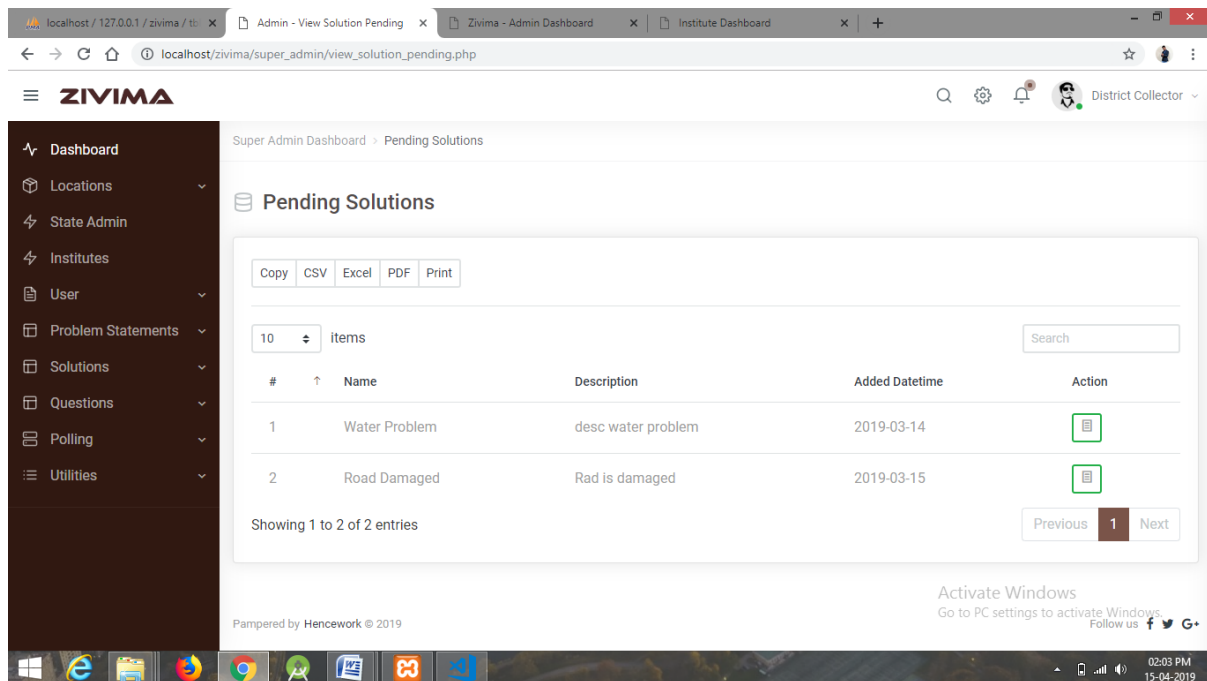 localhost / 127.0.0.1 / zivima / tb
Admin - View Solution Pending
Zivima - Admin Dashboard
Institute Dashboard
localhost/zivima/super_admin/view_solution_pending.php
ZIVIMA
District Collector
Dashboard
Locations
State Admin
Institutes
User
Problem Statements
Solutions
Questions
Polling
Utilities
Super Admin Dashboard > Pending Solutions
Pending Solutions
Copy CSV Excel PDF Print
10 items
Search
# Name Description Added Datetime Action
1 Water Problem desc water problem 2019-03-14
2 Road Damaged Rad is damaged 2019-03-15
Showing 1 to 2 of 2 entries
Previous 1 Next
Activate Windows
Go to PC settings to activate Windows.
Pampered by Hencework © 2019
Follow us f G+
02:03 PM
15-04-2019